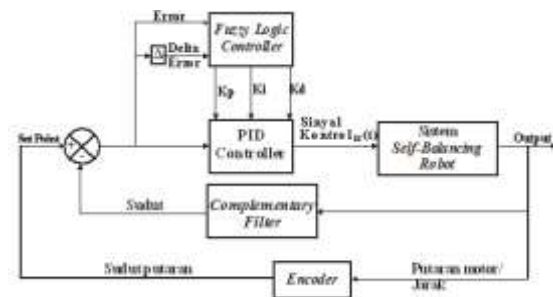 Error
Fuzzy Logic
Controller
Δ
Delta
Error
Kp
Ki
Kd
Set Point
+
-
PID
Controller
Sinyal
Kontrol u(t)
Sistem
Self-Balancing
Robot
Output
Sudut
Complementary
Filter
Sudut putaran
Encoder
Putaran motor/
Jarak